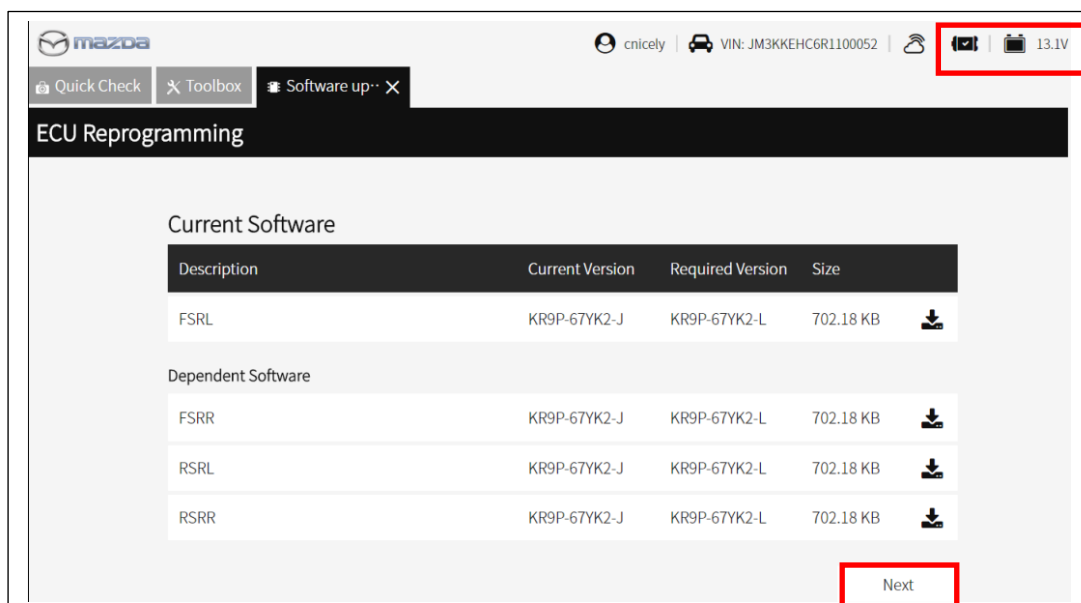 mazda
cnicely | VIN: JM3KKEHC6R1100052 | | 13.1V
Quick Check Toolbox Software up··
ECU Reprogramming
Current Software
Description Current Version Required Version Size
FSRL KR9P-67YK2-J KR9P-67YK2-L 702.18 KB
Dependent Software
FSRR KR9P-67YK2-J KR9P-67YK2-L 702.18 KB
RSRL KR9P-67YK2-J KR9P-67YK2-L 702.18 KB
RSRR KR9P-67YK2-J KR9P-67YK2-L 702.18 KB
Next